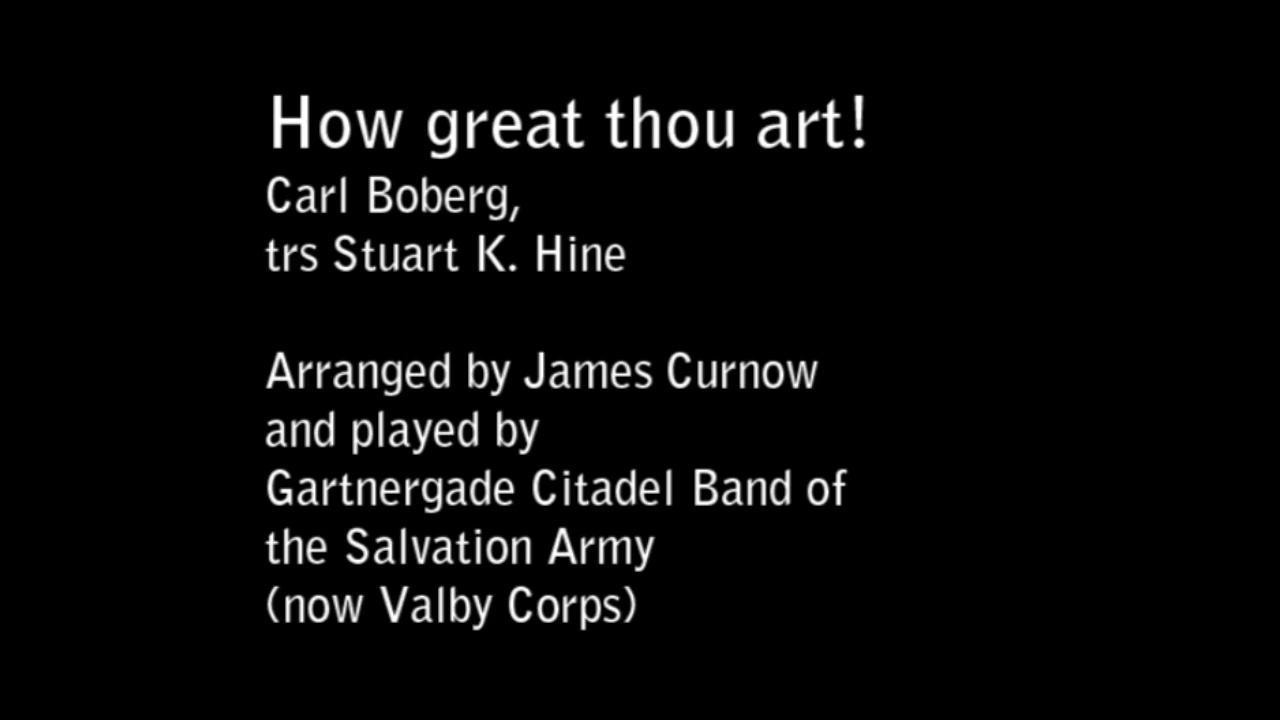 How great thou art!
Carl Boberg,
trs Stuart K. Hine
Arranged by James Curnow
and played by
Gartnergade Citadel Band of
the Salvation Army
(now Valby Corps)